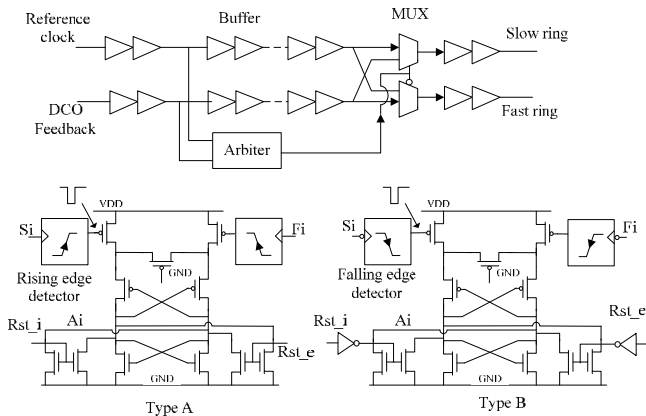 Reference
clock
Buffer
MUX
Slow ring
DCO
Feedback
Arbiter
Fast ring
VDD
Si
Fi
GND
Rising edge
detector
Rst_i
Ai
Rst_e
GND
Type A
VDD
Si
Fi
GND
Falling edge
detector
Rst_i
Ai
Rst_e
GND
Type B